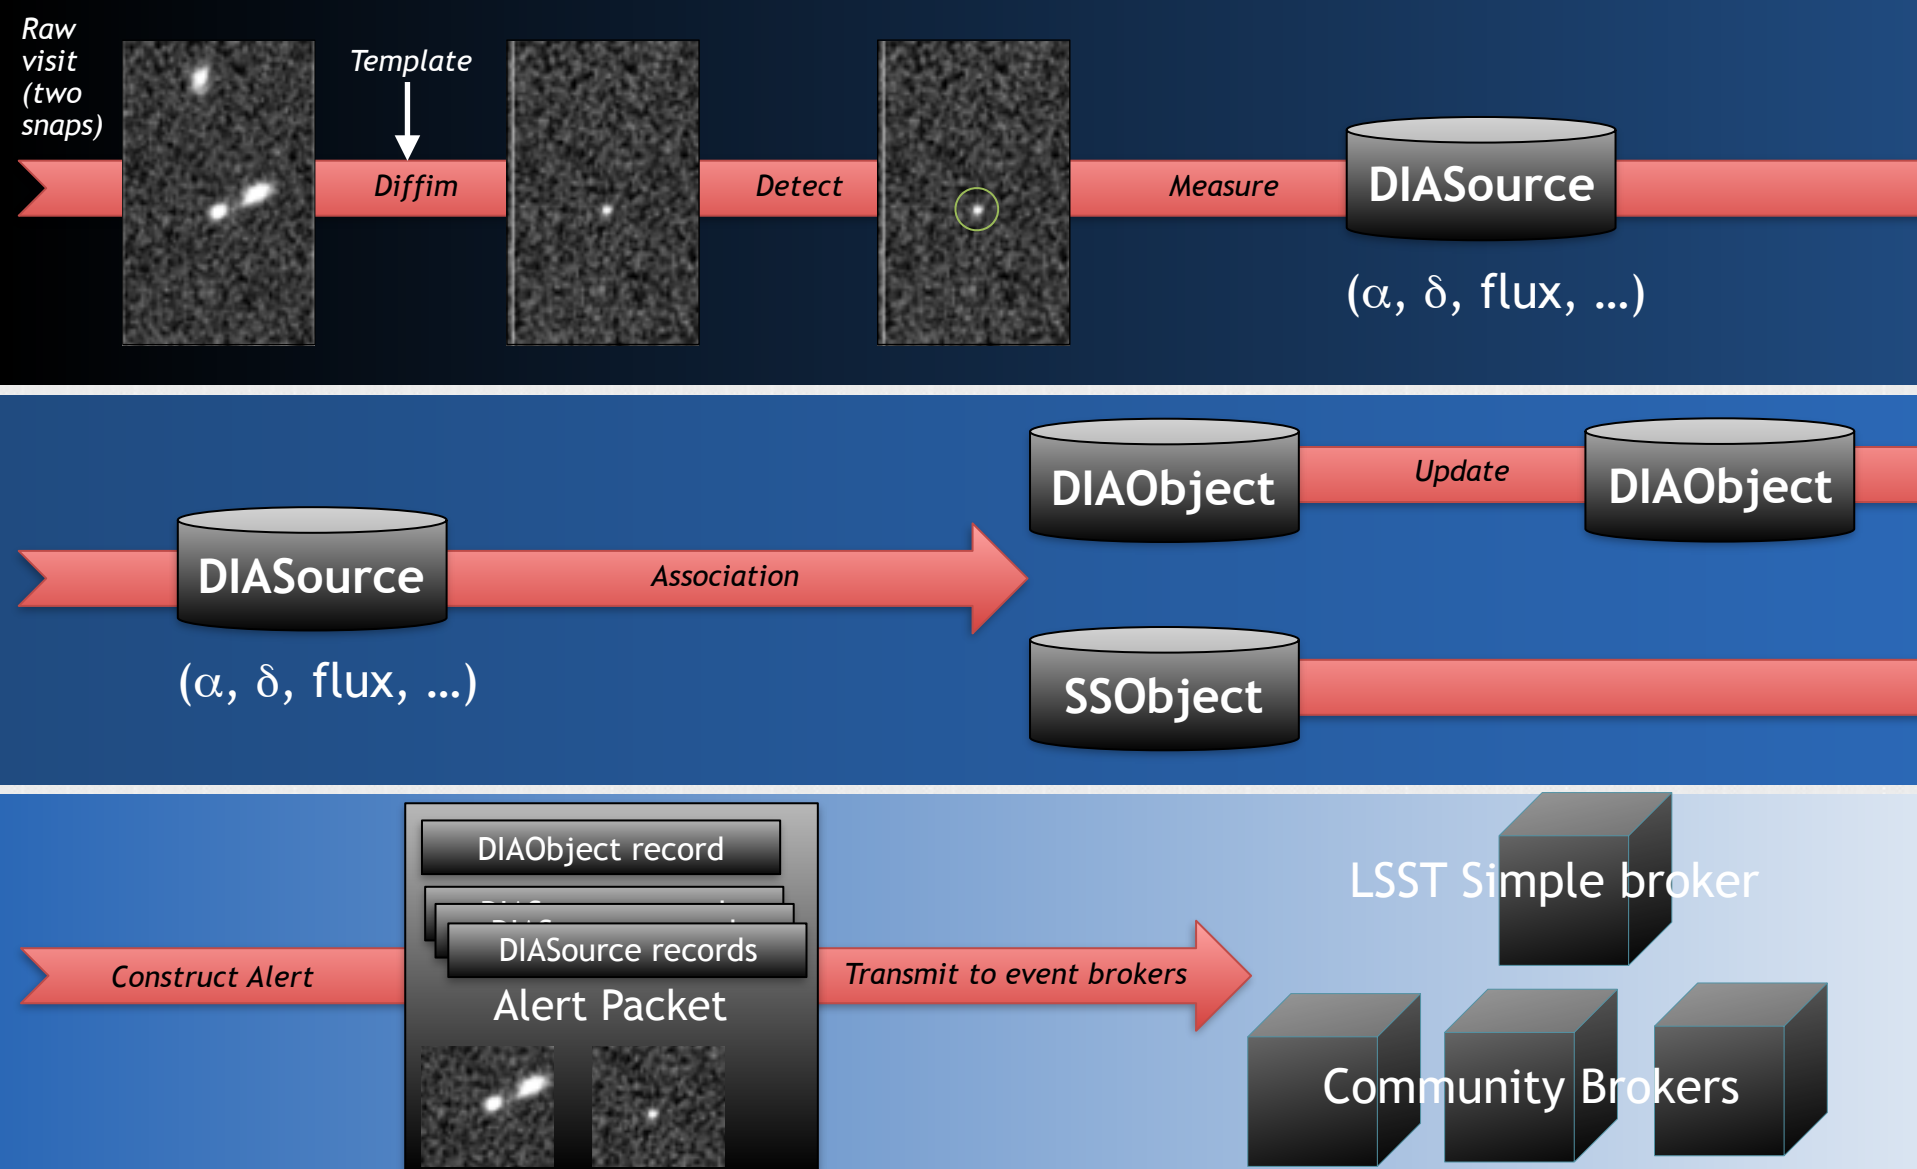 Raw
visit
(two
snaps)
Template
Diffim
Detect
Measure
DIASource
(α, δ, flux, ...)
DIAObject
Update
DIAObject
DIASource
Association
(α, δ, flux, ...)
SSObject
DIAObject record
DIASource records
Construct Alert
Alert Packet
Transmit to event brokers
LSST Simple broker
Community Brokers